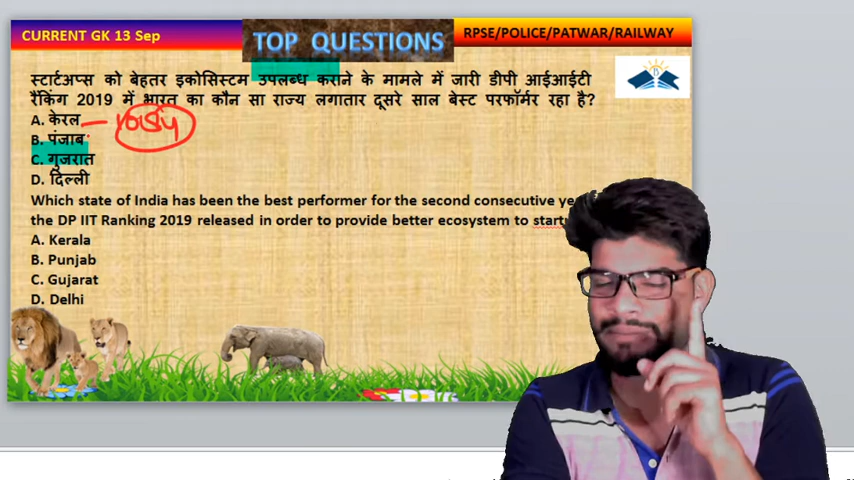 CURRENT GK 13 Sep
TOP QUESTIONS
RPSE/POLICE/PATWAR/RAILWAY
स्टार्टअप्स को बेहतर इकोसिस्टम उपलब्ध कराने के मामले में जारी डीपी आईआईटी
रैंकिंग 2019 में भारत का कौन सा राज्य लगातार दूसरे साल बेस्ट परफॉर्मर रहा है?
A. केरल
B. पंजाब
C. गुजरात
D. दिल्ली
Which state of India has been the best performer for the second consecutive
the DP IIT Ranking 2019 released in order to provide better ecosystem to
A. Kerala
B. Punjab
C. Gujarat
D. Delhi